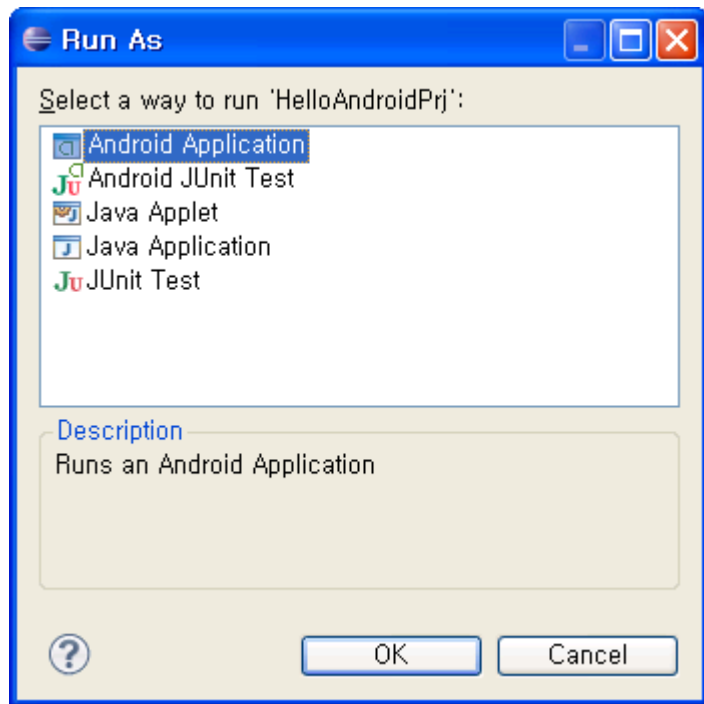 Run As
Select a way to run 'HelloAndroidPrj':
Android Application
Android JUnit Test
Java Applet
Java Application
JUnit Test
Description
Runs an Android Application
OK
Cancel